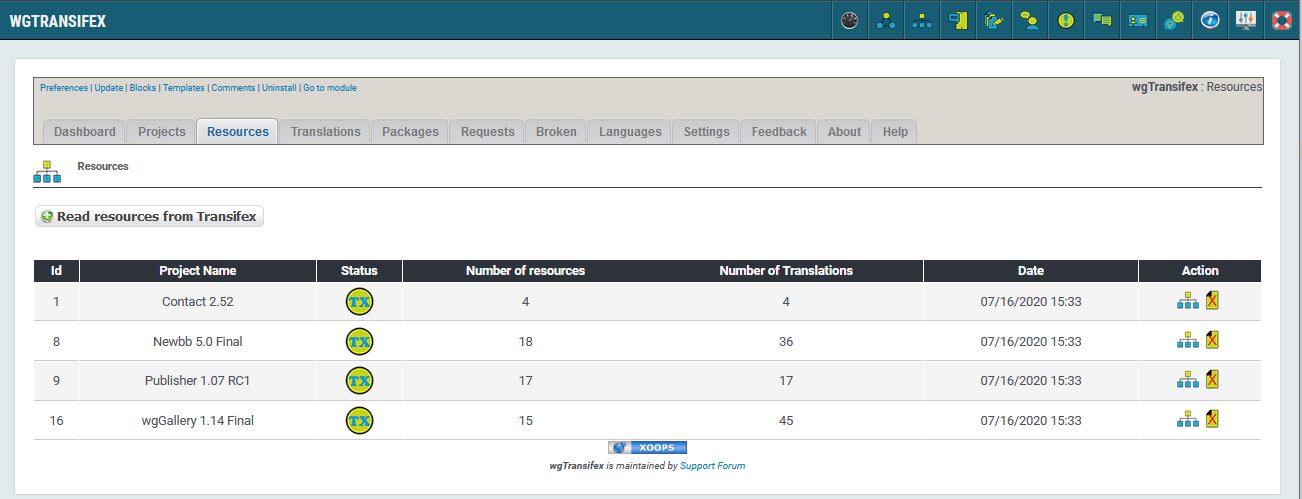 WGTRANSIFEX
Preferences | Update | Blocks | Templates | Comments | Uninstall | Go to module
wgTransifex : Resources
Dashboard Projects Resources Translations Packages Requests Broken Languages Settings Feedback About Help
Resources
Read resources from Transifex
Id Project Name Status Number of resources Number of Translations Date Action
1 Contact 2.52 TX 4 4 07/16/2020 15:33
8 Newbb 5.0 Final TX 18 36 07/16/2020 15:33
9 Publisher 1.07 RC1 TX 17 17 07/16/2020 15:33
16 wgGallery 1.14 Final TX 15 45 07/16/2020 15:33
XOOPS
wgTransifex is maintained by Support Forum